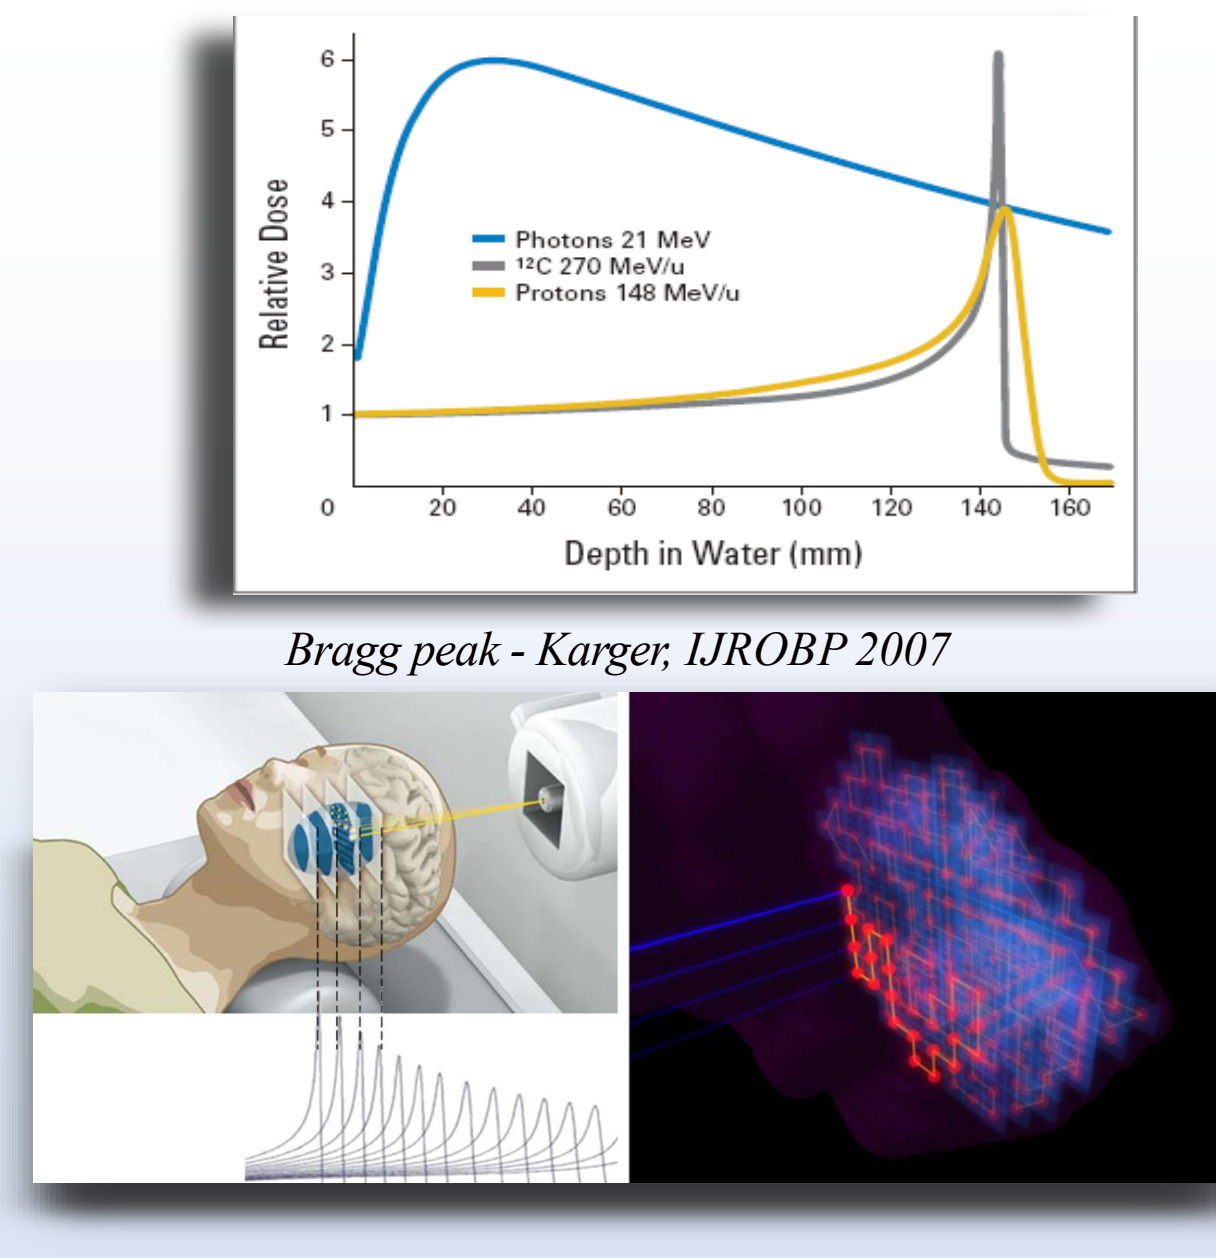 6
5
4
3
2
1
Relative Dose
Photons 21 MeV
¹²C 270 MeV/u
Protons 148 MeV/u
0 20 40 60 80 100 120 140 160
Depth in Water (mm)
Bragg peak - Karger, IJROBP 2007